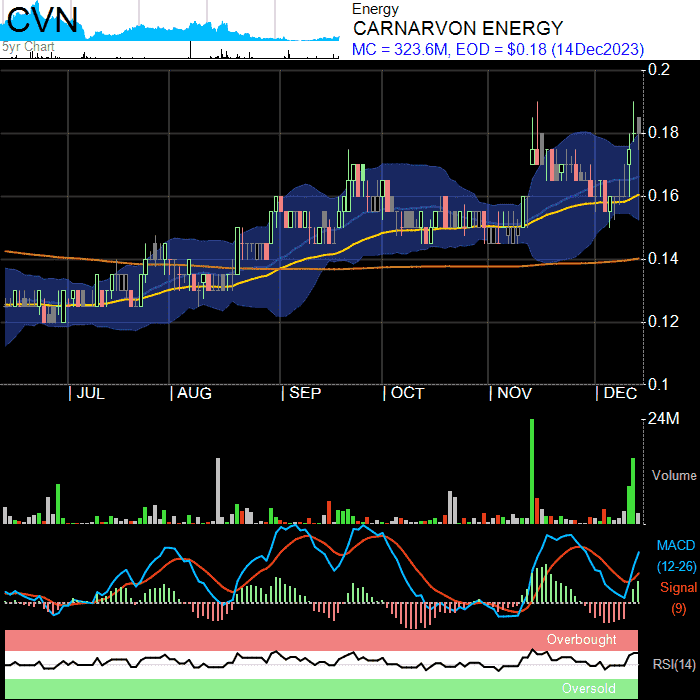 CVN
5yr Chart
Energy
CARNARVON ENERGY
MC = 323.6M, EOD = $0.18 (14Dec2023)
0.2
0.18
0.16
0.14
0.12
0.1
JUL AUG SEP OCT NOV DEC
24M
Volume
MACD
(12-26)
Signal
(9)
Overbought
RSI(14)
Oversold